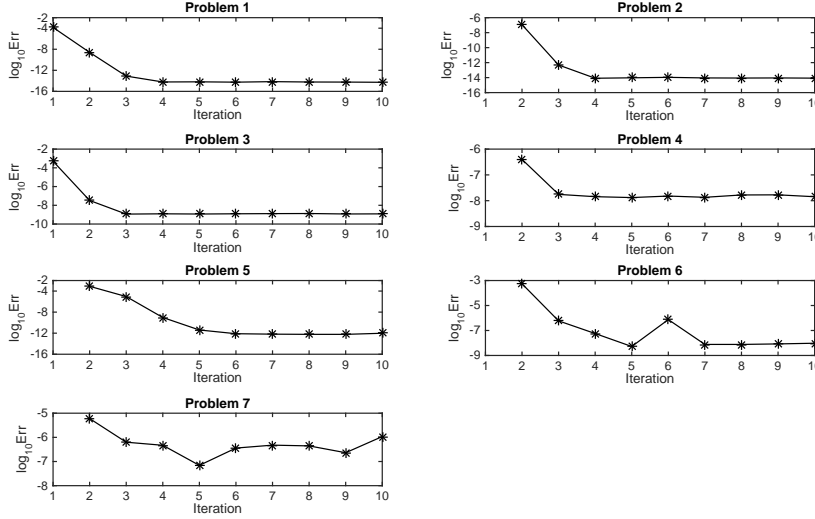 Problem 1
-4
-8
-12
-16
log10Err
1 2 3 4 5 6 7 8 9 10
Iteration
Problem 2
-6
-8
-10
-12
-14
-16
log10Err
1 2 3 4 5 6 7 8 9 10
Iteration
Problem 3
-2
-4
-6
-8
-10
log10Err
1 2 3 4 5 6 7 8 9 10
Iteration
Problem 4
-6
-7
-8
-9
log10Err
1 2 3 4 5 6 7 8 9 10
Iteration
Problem 5
-2
-4
-8
-12
-16
log10Err
1 2 3 4 5 6 7 8 9 10
Iteration
Problem 6
-3
-5
-7
-9
log10Err
1 2 3 4 5 6 7 8 9 10
Iteration
Problem 7
-5
-6
-7
-8
log10Err
1 2 3 4 5 6 7 8 9 10
Iteration